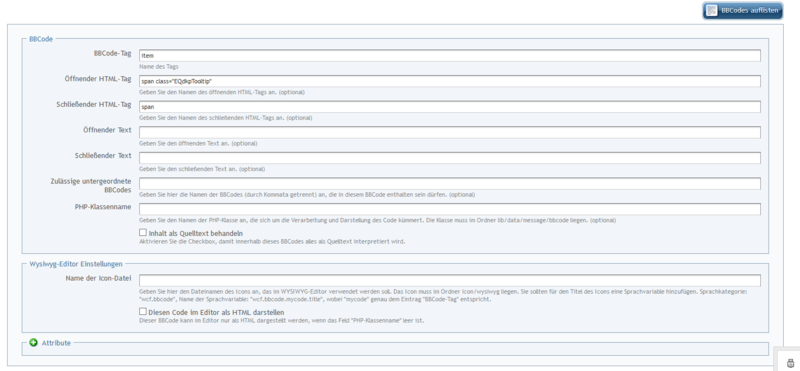 BBCodes auflisten
BBCode
BBCode-Tag
item
Name des Tags
Öffnender HTML-Tag
span class="EQdkpTooltip"
Geben Sie den Namen des öffnenden HTML-Tags an. (optional)
Schließender HTML-Tag
span
Geben Sie den Namen des schließenden HTML-Tags an. (optional)
Öffnender Text
Geben Sie den öffnenden Text an. (optional)
Schließender Text
Geben Sie den schließenden Text an. (optional)
Zulässige untergeordnete
BBCodes
Geben Sie hier die Namen der BBCodes (durch Kommata getrennt) an, die in diesem BBCode enthalten sein dürfen. (optional)
PHP-Klassenname
Geben Sie den Namen der PHP-Klasse an, die sich um die Verarbeitung und Darstellung des Code kümmert. Die Klasse muss im Ordner lib/data/message/bbcode liegen. (optional)
Inhalt als Quelltext behandeln
Aktivieren Sie die Checkbox, damit innerhalb dieses BBCodes alles als Quelltext interpretiert wird.
Wysiwyg-Editor Einstellungen
Name der Icon-Datei
Geben Sie hier den Dateinamen des Icons an, das im WYSIWYG-Editor verwendet werden soll. Das Icon muss im Ordner icon/wysiwyg liegen. Sie sollten für den Titel des Icons eine Sprachvariable hinzufügen. Sprachkategorie:
"wcf.bbcode", Name der Sprachvariable: "wcf.bbcode.mycode.title", wobei "mycode" genau dem Eintrag "BBCode-Tag" entspricht.
Diesen Code im Editor als HTML darstellen
Dieser BBCode kann im Editor nur als HTML dargestellt werden, wenn das Feld "PHP-Klassenname" leer ist.
Attribute